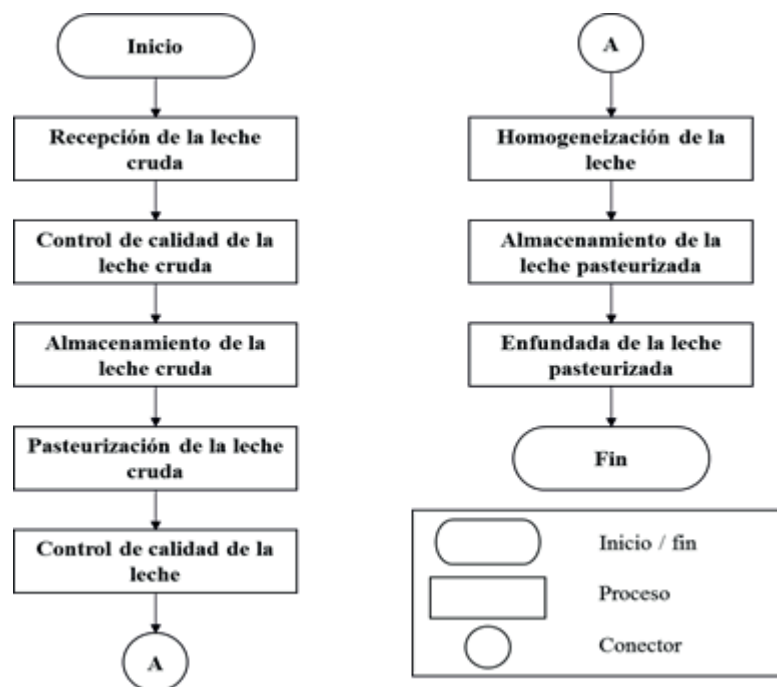 Inicio
Recepción de la leche
cruda
Control de calidad de la
leche cruda
Almacenamiento de la
leche cruda
Pasteurización de la leche
cruda
Control de calidad de la
leche
A
A
Homogeneización de la
leche
Almacenamiento de la
leche pasteurizada
Enfundada de la leche
pasteurizada
Fin
Inicio / fin
Proceso
Conector